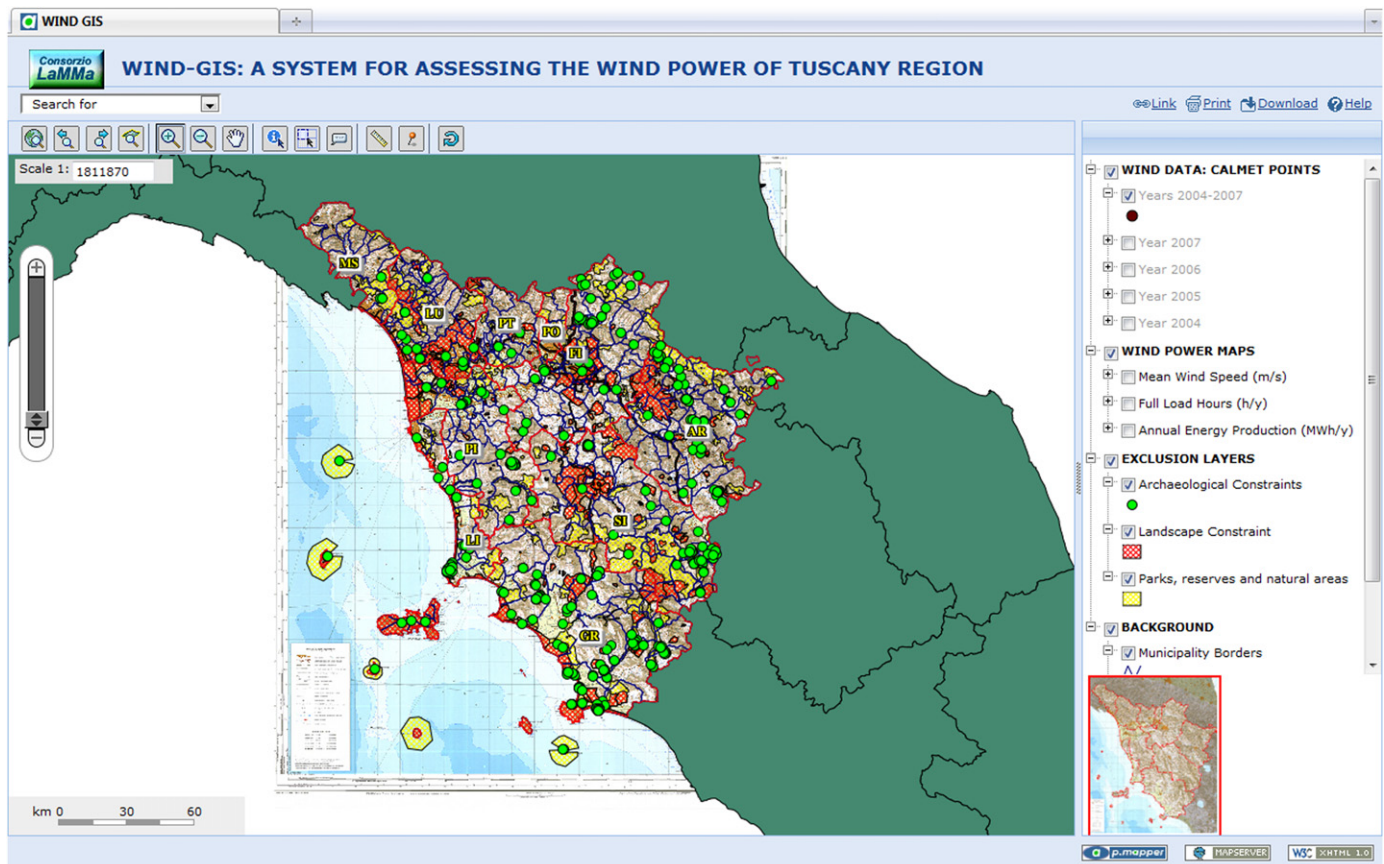 WIND GIS
Consorzio
LaMMa
WIND-GIS: A SYSTEM FOR ASSESSING THE WIND POWER OF TUSCANY REGION
Search for
Link Print Download Help
Scale 1: 1811870
MS
LU
PT
PO
FI
AR
PI
SI
LI
GR
km 0 30 60
WIND DATA: CALMET POINTS
Years 2004-2007
Year 2007
Year 2006
Year 2005
Year 2004
WIND POWER MAPS
Mean Wind Speed (m/s)
Full Load Hours (h/y)
Annual Energy Production (MWh/y)
EXCLUSION LAYERS
Archaeological Constraints
Landscape Constraint
Parks, reserves and natural areas
BACKGROUND
Municipality Borders
p.mapper MAPSERVER W3C XHTML 1.0